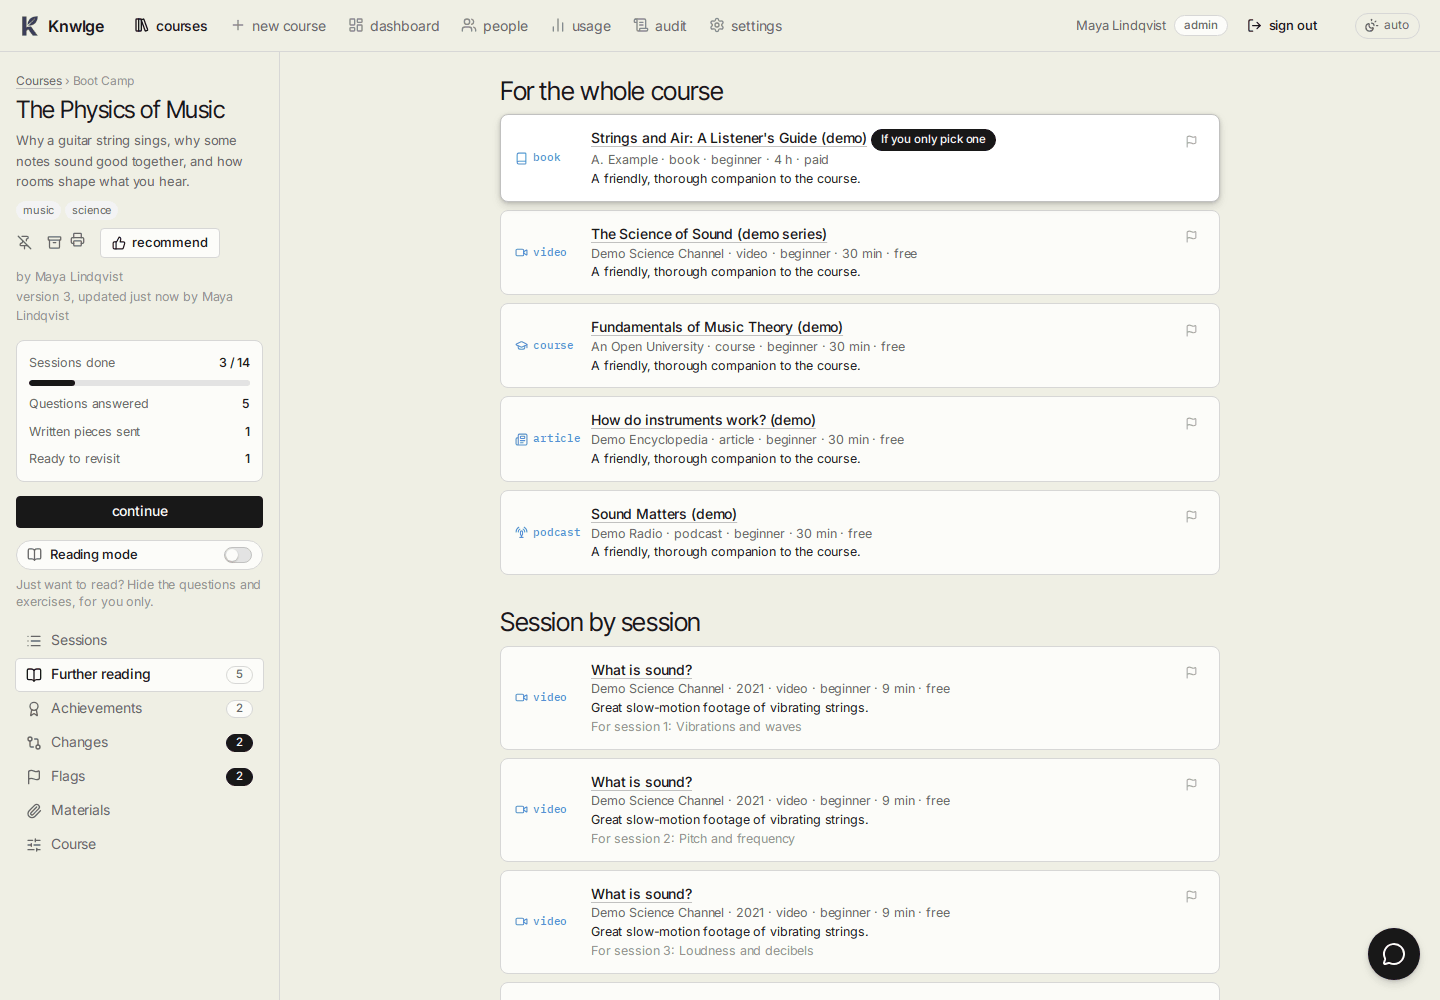 Knwlge
courses
new course
dashboard
people
usage
audit
settings
Maya Lindqvist
admin
sign out
auto
Courses › Boot Camp
The Physics of Music
Why a guitar string sings, why some
notes sound good together, and how
rooms shape what you hear.
music science
recommend
by Maya Lindqvist
version 3, updated just now by Maya
Lindqvist
Sessions done 3 / 14
Questions answered 5
Written pieces sent 1
Ready to revisit 1
continue
Reading mode
Just want to read? Hide the questions and
exercises, for you only.
Sessions
Further reading 5
Achievements 2
Changes 2
Flags 2
Materials
Course
For the whole course
book
Strings and Air: A Listener's Guide (demo) If you only pick one
A. Example · book · beginner · 4 h · paid
A friendly, thorough companion to the course.
video
The Science of Sound (demo series)
Demo Science Channel · video · beginner · 30 min · free
A friendly, thorough companion to the course.
course
Fundamentals of Music Theory (demo)
An Open University · course · beginner · 30 min · free
A friendly, thorough companion to the course.
article
How do instruments work? (demo)
Demo Encyclopedia · article · beginner · 30 min · free
A friendly, thorough companion to the course.
podcast
Sound Matters (demo)
Demo Radio · podcast · beginner · 30 min · free
A friendly, thorough companion to the course.
Session by session
video
What is sound?
Demo Science Channel · 2021 · video · beginner · 9 min · free
Great slow-motion footage of vibrating strings.
For session 1: Vibrations and waves
video
What is sound?
Demo Science Channel · 2021 · video · beginner · 9 min · free
Great slow-motion footage of vibrating strings.
For session 2: Pitch and frequency
video
What is sound?
Demo Science Channel · 2021 · video · beginner · 9 min · free
Great slow-motion footage of vibrating strings.
For session 3: Loudness and decibels